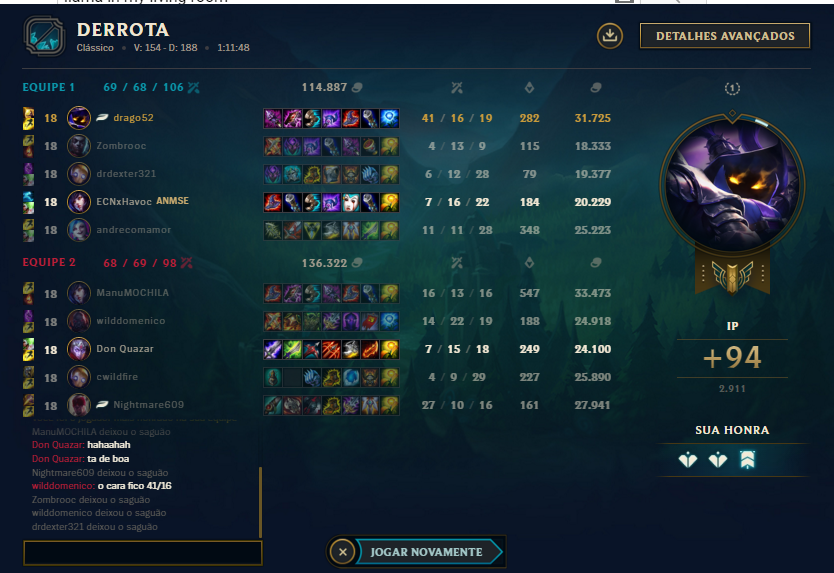 llama in my living room
DERROTA
Clássico • V: 154 - D: 188 • 1:11:48
DETALHES AVANÇADOS
EQUIPE 1 69 / 68 / 106 114.887
18 drago52 41 / 16 / 19 282 31.725
18 Zombrooc 4 / 13 / 9 115 18.333
18 drdexter321 6 / 12 / 28 79 19.377
18 ECNxHavoc ANMSE 7 / 16 / 22 184 20.229
18 andrecomamor 11 / 11 / 28 348 25.223
EQUIPE 2 68 / 69 / 98 136.322
18 ManuMOCHILA 16 / 13 / 16 547 33.473
18 wilddomenico 14 / 22 / 19 188 24.918
18 Don Quazar 7 / 15 / 18 249 24.100
18 cwildfire 4 / 9 / 29 227 25.890
18 Nightmare609 27 / 10 / 16 161 27.941
ManuMOCHILA deixou o saguão
Don Quazar: hahaahah
Don Quazar: ta de boa
Nightmare609 deixou o saguão
wilddomenico: o cara fico 41/16
Zombrooc deixou o saguão
wilddomenico deixou o saguão
drdexter321 deixou o saguão
JOGAR NOVAMENTE
1
IP
+94
2.911
SUA HONRA